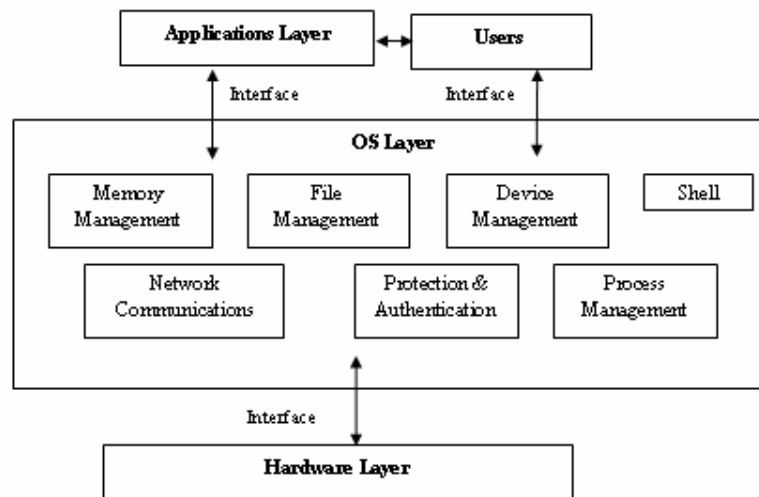 Applications Layer
Users
Interface
Interface
OS Layer
Memory
Management
File
Management
Device
Management
Shell
Network
Communications
Protection &
Authentication
Process
Management
Interface
Hardware Layer